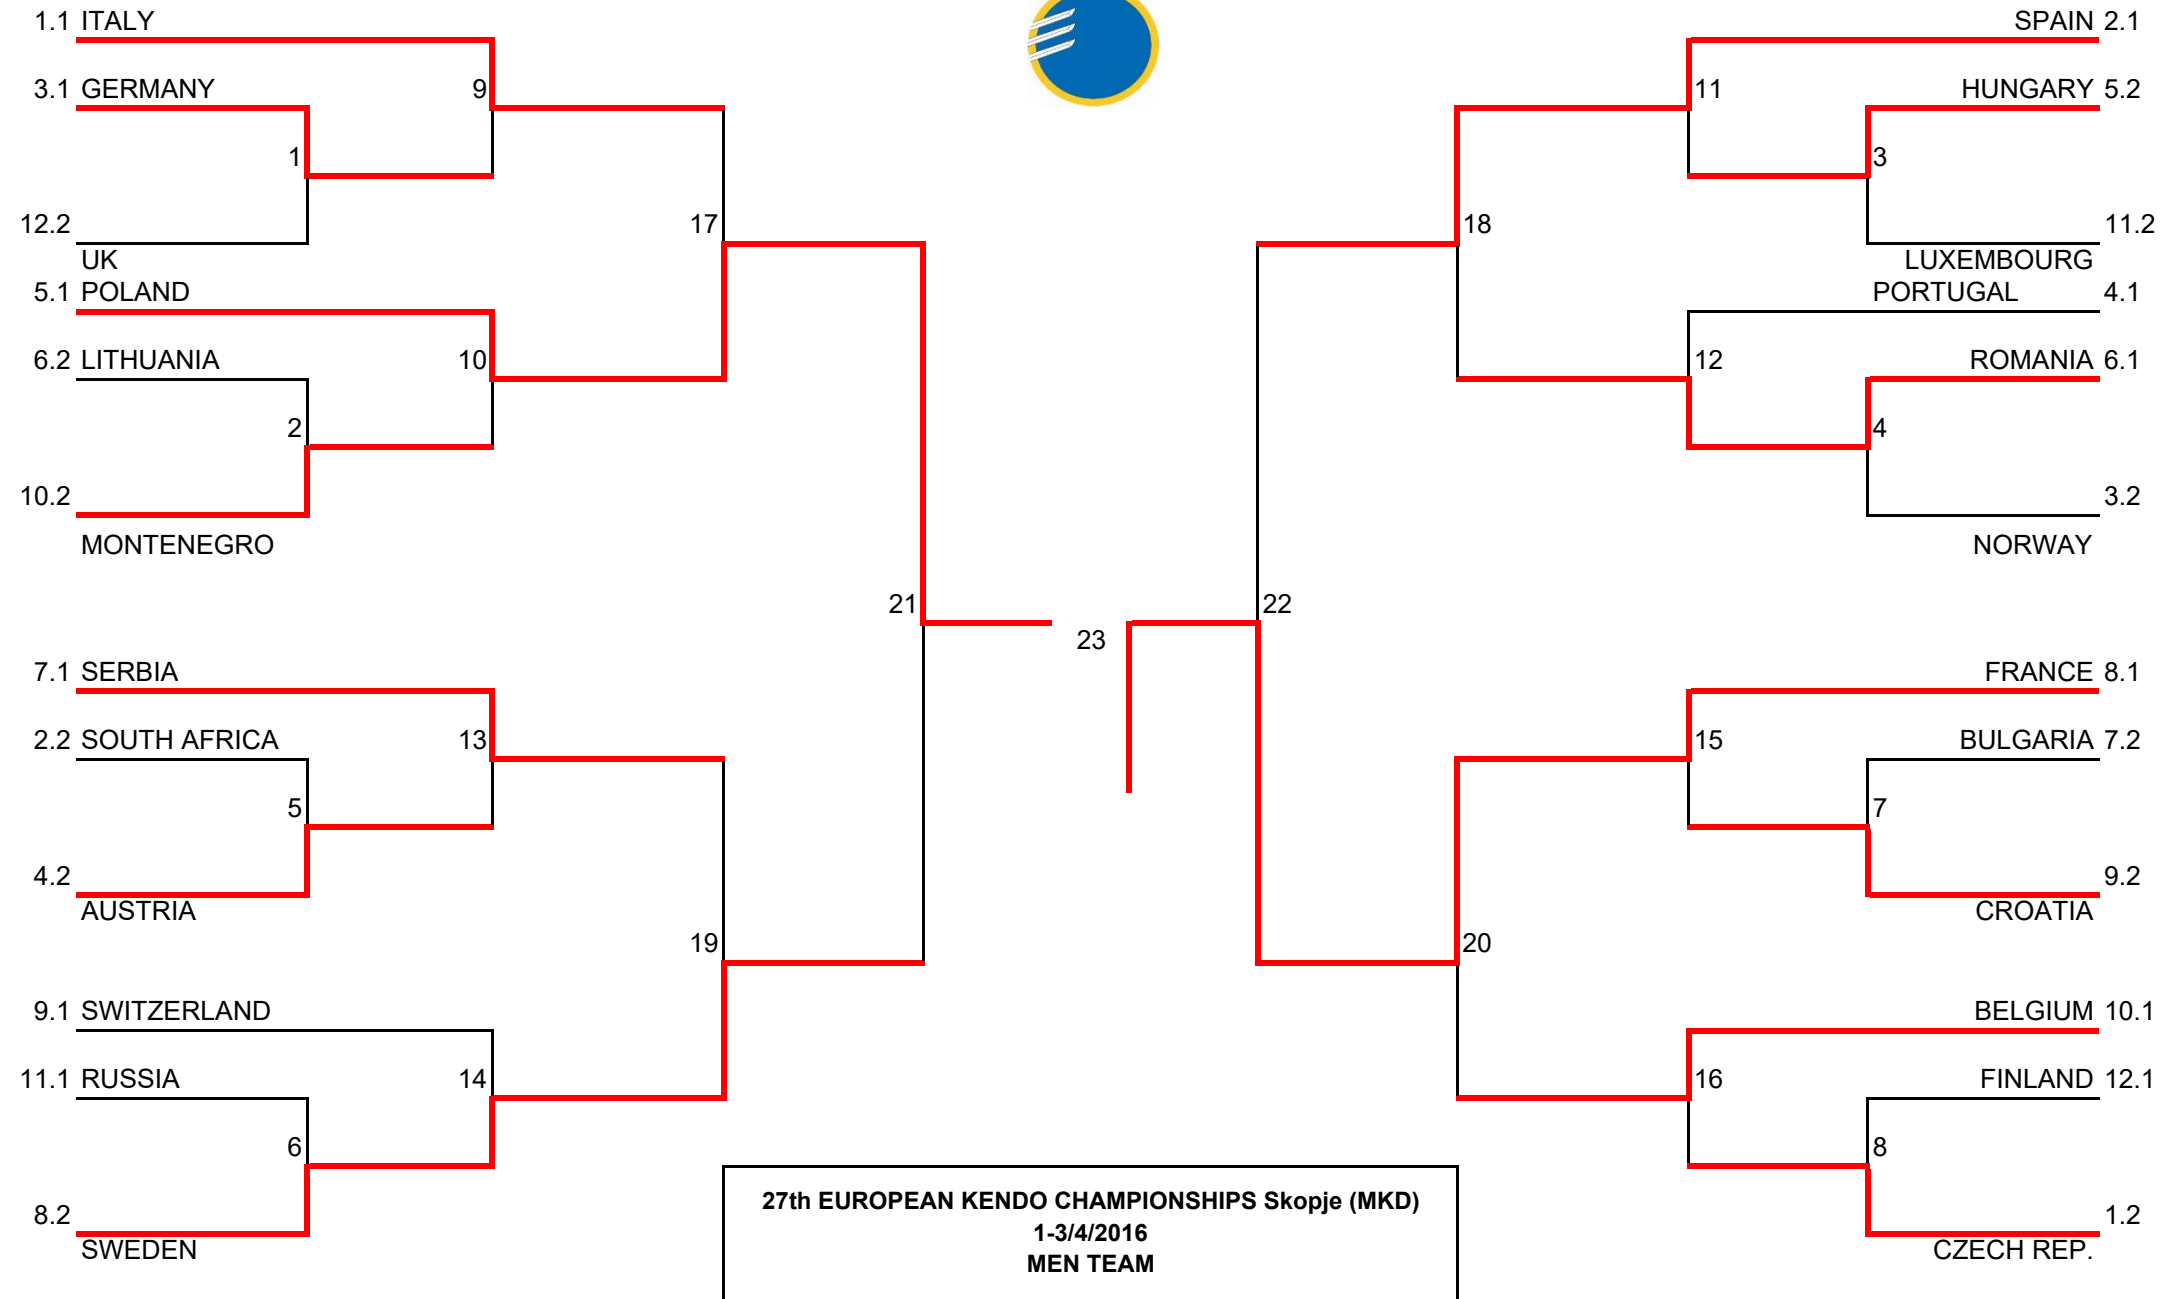 1.1 ITALY
3.1 GERMANY
9
1
12.2
17
UK
5.1 POLAND
6.2 LITHUANIA
10
2
10.2
MONTENEGRO
21
7.1 SERBIA
2.2 SOUTH AFRICA
13
5
4.2
AUSTRIA
19
9.1 SWITZERLAND
11.1 RUSSIA
14
6
8.2
SWEDEN
23
SPAIN 2.1
11
HUNGARY 5.2
3
18
11.2
LUXEMBOURG
PORTUGAL 4.1
12
ROMANIA 6.1
4
3.2
NORWAY
22
FRANCE 8.1
15
BULGARIA 7.2
7
9.2
CROATIA
20
BELGIUM 10.1
16
FINLAND 12.1
8
1.2
CZECH REP.
27th EUROPEAN KENDO CHAMPIONSHIPS Skopje (MKD)
1-3/4/2016
MEN TEAM